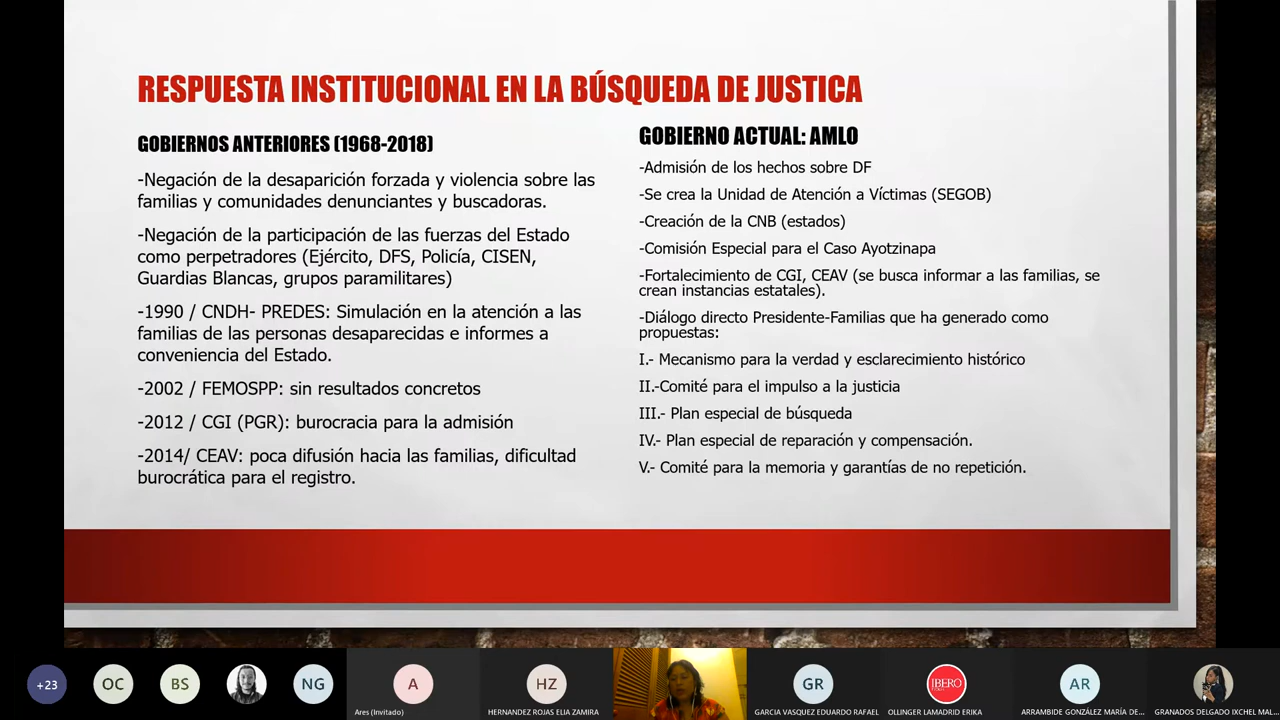 RESPUESTA INSTITUCIONAL EN LA BÚSQUEDA DE JUSTICA
GOBIERNOS ANTERIORES (1968-2018)
-Negación de la desaparición forzada y violencia sobre las
familias y comunidades denunciantes y buscadoras.
-Negación de la participación de las fuerzas del Estado
como perpetradores (Ejército, DFS, Policía, CISEN,
Guardias Blancas, grupos paramilitares)
-1990 / CNDH- PREDES: Simulación en la atención a las
familias de las personas desaparecidas e informes a
conveniencia del Estado.
-2002 / FEMOSPP: sin resultados concretos
-2012 / CGI (PGR): burocracia para la admisión
-2014/ CEAV: poca difusión hacia las familias, dificultad
burocrática para el registro.
GOBIERNO ACTUAL: AMLO
-Admisión de los hechos sobre DF
-Se crea la Unidad de Atención a Víctimas (SEGOB)
-Creación de la CNB (estados)
-Comisión Especial para el Caso Ayotzinapa
-Fortalecimiento de CGI, CEAV (se busca informar a las familias, se
crean instancias estatales).
-Diálogo directo Presidente-Familias que ha generado como
propuestas:
I.- Mecanismo para la verdad y esclarecimiento histórico
II.-Comité para el impulso a la justicia
III.- Plan especial de búsqueda
IV.- Plan especial de reparación y compensación.
V.- Comité para la memoria y garantías de no repetición.
+23
OC
BS
NG
A
Ares (Invitado)
HZ
HERNANDEZ ROJAS ELIA ZAMIRA
GR
GARCIA VASQUEZ EDUARDO RAFAEL
IBERO
OLLINGER LAMADRID ERIKA
AR
ARRAMBIDE GONZÁLEZ MARÍA DE...
GRANADOS DELGADO IXCHEL MAL...